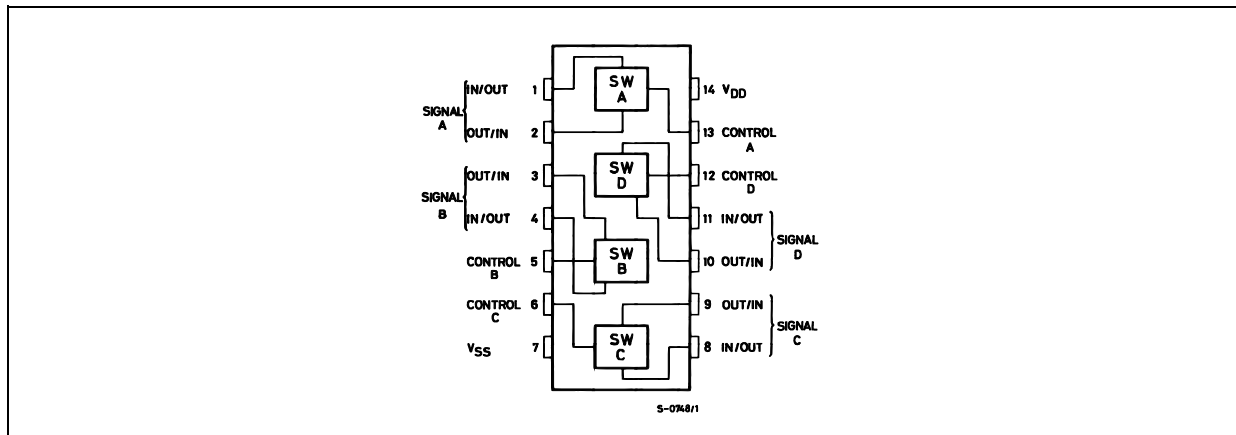 IN/OUT 1
SIGNAL A
OUT/IN 2
OUT/IN 3
SIGNAL B
IN/OUT 4
CONTROL B 5
CONTROL C 6
VSS 7
SW A
SW D
SW B
SW C
14 VDD
13 CONTROL A
12 CONTROL D
11 IN/OUT
SIGNAL D
10 OUT/IN
9 OUT/IN
SIGNAL C
8 IN/OUT
S-0748/1